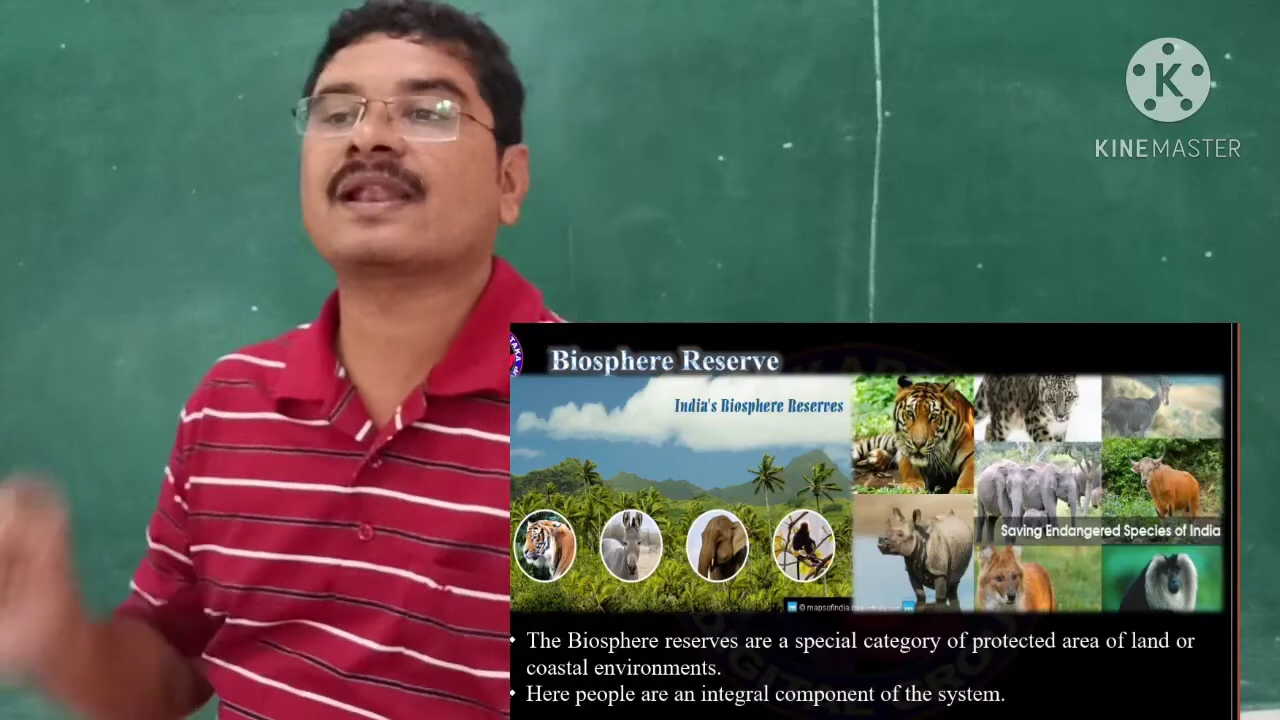 KINEMASTER
Biosphere Reserve
India's Biosphere Reserves
Saving Endangered Species of India
© mapsofindia
• The Biosphere reserves are a special category of protected area of land or
coastal environments.
• Here people are an integral component of the system.